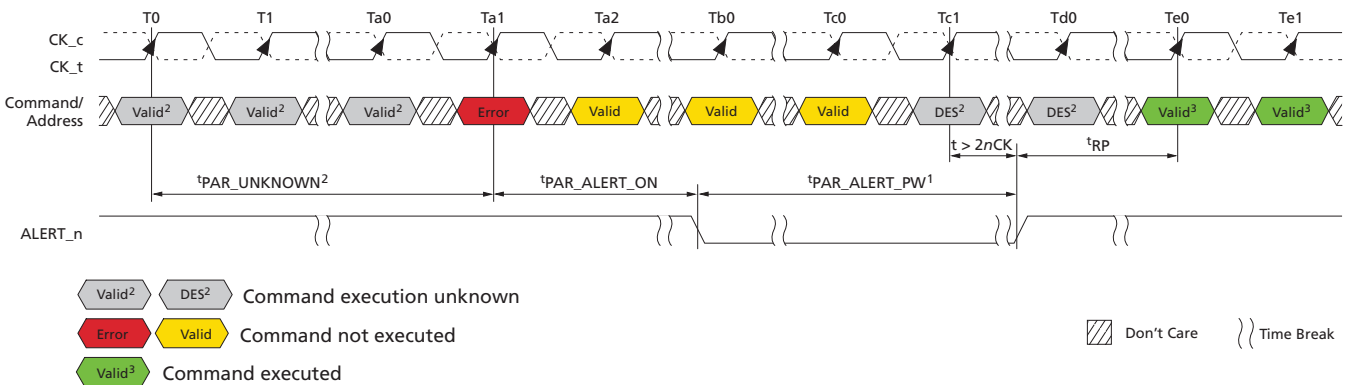 T0 T1 Ta0 Ta1 Ta2 Tb0 Tc0 Tc1 Td0 Te0 Te1
CK_c
CK_t
Command/
Address
Valid² Valid² Valid² Error Valid Valid Valid DES² DES² Valid³ Valid³
t > 2nCK
ᵗRP
ᵗPAR_UNKNOWN²
ᵗPAR_ALERT_ON
ᵗPAR_ALERT_PW¹
ALERT_n
Valid² DES² Command execution unknown
Error Valid Command not executed
Don't Care Time Break
Valid³ Command executed